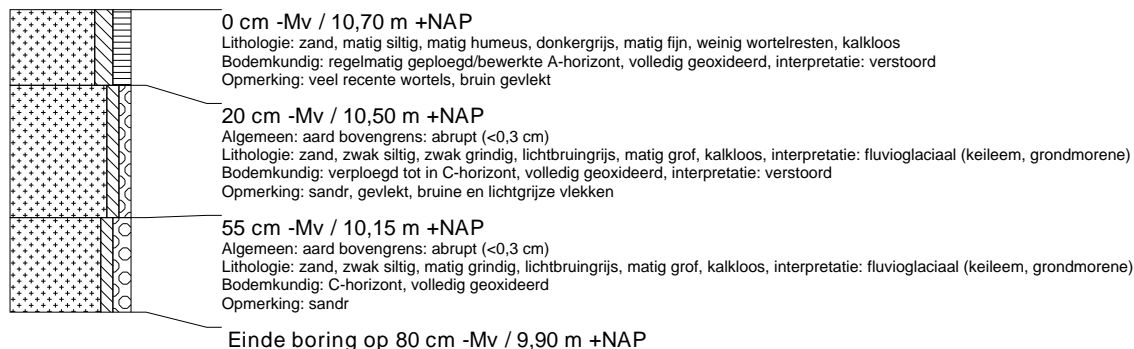 0 cm -Mv / 10,70 m +NAP
Lithologie: zand, matig siltig, matig humeus, donkergrijs, matig fijn, weinig wortelresten, kalkloos
Bodemkundig: regelmatig geploegd/bewerkte A-horizont, volledig geoxideerd, interpretatie: verstoord
Opmerking: veel recente wortels, bruin gevlekt
20 cm -Mv / 10,50 m +NAP
Algemeen: aard bovengrens: abrupt (<0,3 cm)
Lithologie: zand, zwak siltig, zwak grindig, lichtbruingrijs, matig grof, kalkloos, interpretatie: fluvioglaciaal (keileem, grondmorene)
Bodemkundig: verploegd tot in C-horizont, volledig geoxideerd, interpretatie: verstoord
Opmerking: sandr, gevlekt, bruine en lichtgrijze vlekken
55 cm -Mv / 10,15 m +NAP
Algemeen: aard bovengrens: abrupt (<0,3 cm)
Lithologie: zand, zwak siltig, matig grindig, lichtbruingrijs, matig grof, kalkloos, interpretatie: fluvioglaciaal (keileem, grondmorene)
Bodemkundig: C-horizont, volledig geoxideerd
Opmerking: sandr
Einde boring op 80 cm -Mv / 9,90 m +NAP